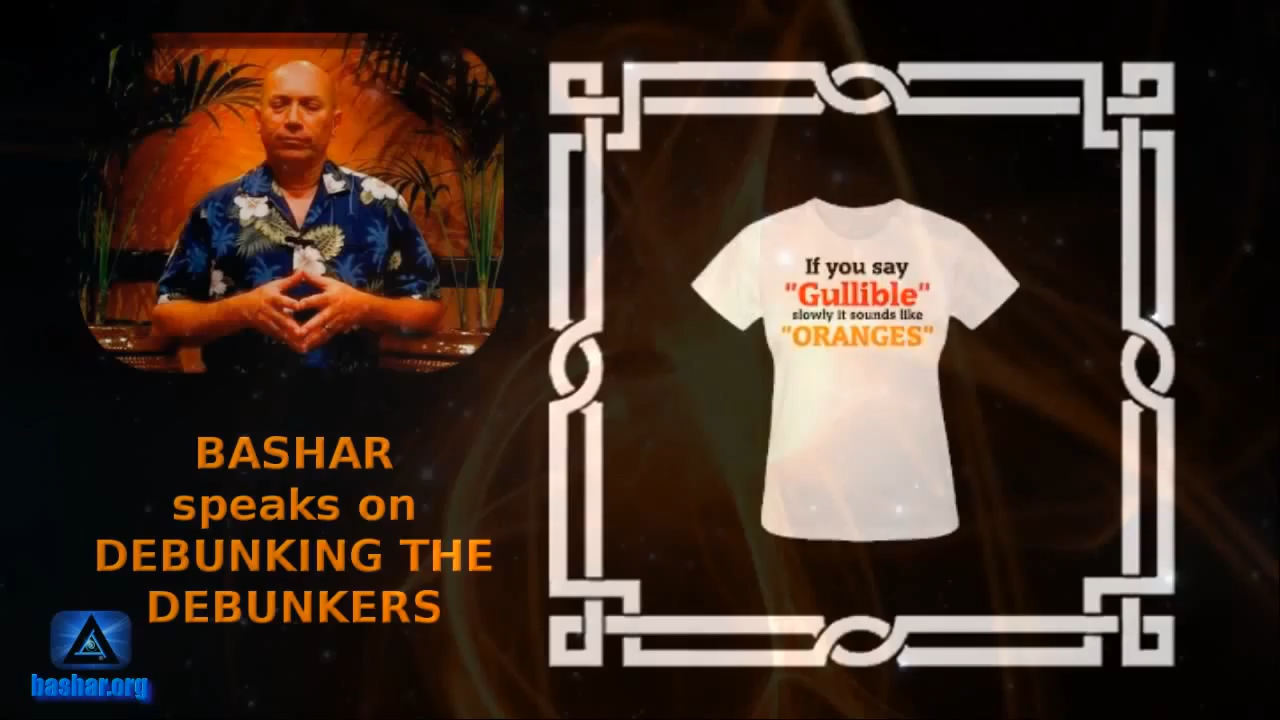 BASHAR
speaks on
DEBUNKING THE
DEBUNKERS
bashar.org
If you say
"Gullible"
slowly it sounds like
"ORANGES"